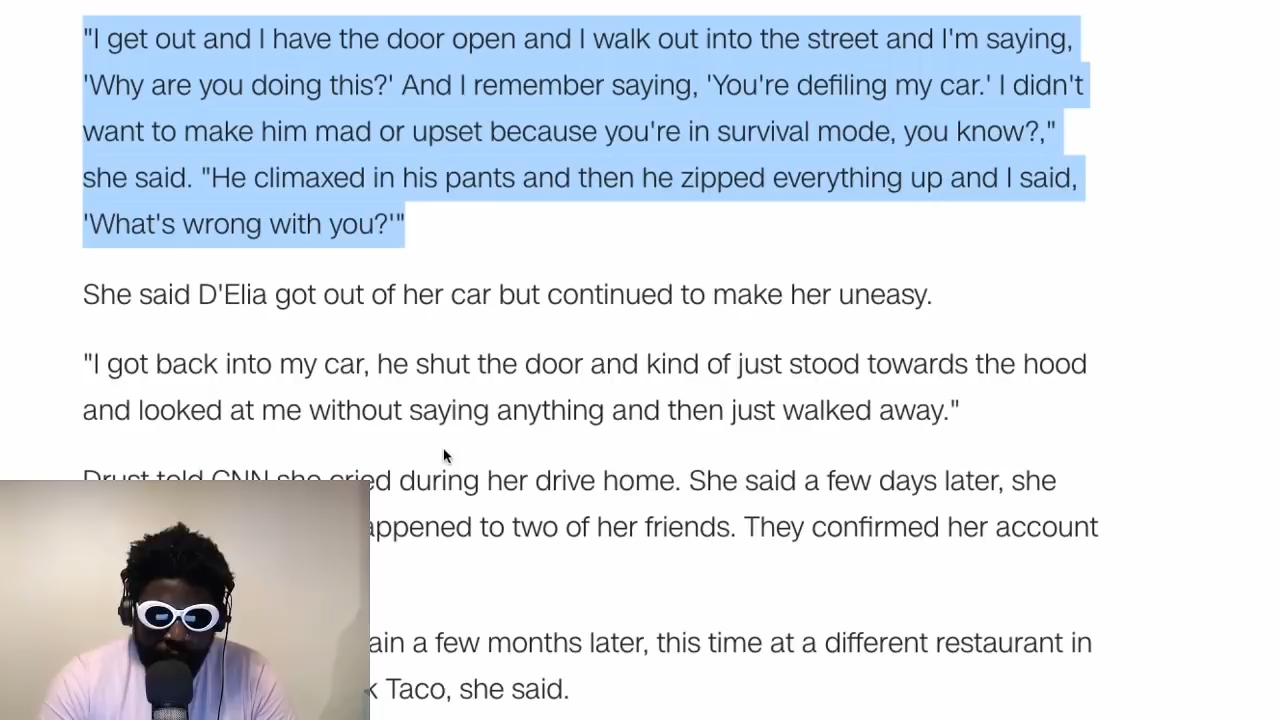 "I get out and I have the door open and I walk out into the street and I'm saying,
'Why are you doing this?' And I remember saying, 'You're defiling my car.' I didn't
want to make him mad or upset because you're in survival mode, you know?,"
she said. "He climaxed in his pants and then he zipped everything up and I said,
'What's wrong with you?'"
She said D'Elia got out of her car but continued to make her uneasy.
"I got back into my car, he shut the door and kind of just stood towards the hood
and looked at me without saying anything and then just walked away."
Drust told CNN she cried during her drive home. She said a few days later, she
appened to two of her friends. They confirmed her account
ain a few months later, this time at a different restaurant in
k Taco, she said.